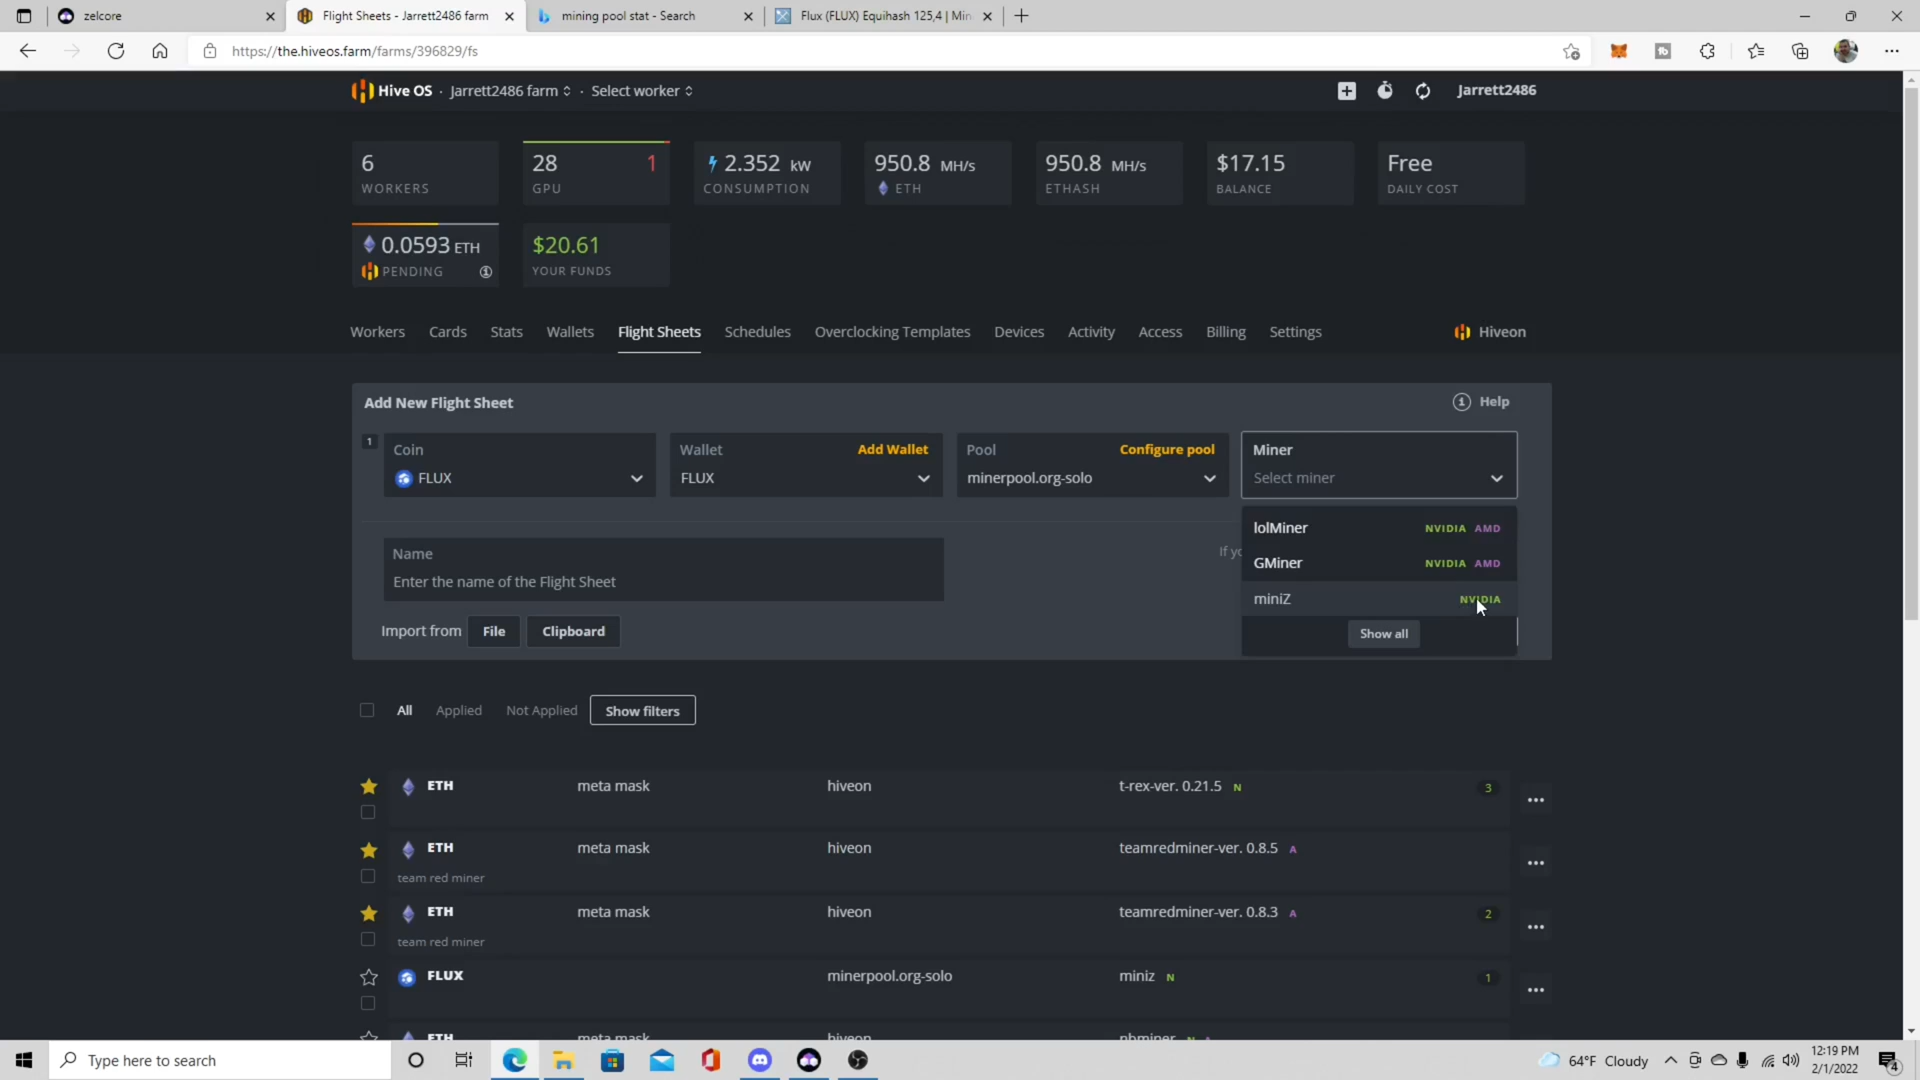 zelcore
Flight Sheets - Jarrett2486 farm
mining pool stat - Search
Flux (FLUX) Equihash 125,4 | Min
https://the.hiveos.farm/farms/396829/fs
Hive OS · Jarrett2486 farm · Select worker
Jarrett2486
6
WORKERS
28 1
GPU
2.352 kW
CONSUMPTION
950.8 MH/s
ETH
950.8 MH/s
ETHASH
$17.15
BALANCE
Free
DAILY COST
0.0593 ETH
PENDING
$20.61
YOUR FUNDS
Workers Cards Stats Wallets Flight Sheets Schedules Overclocking Templates Devices Activity Access Billing Settings Hiveon
Add New Flight Sheet
Help
1
Coin
FLUX
Wallet Add Wallet
FLUX
Pool Configure pool
minerpool.org-solo
Miner
Select miner
lolMiner NVIDIA AMD
GMiner NVIDIA AMD
miniZ NVIDIA
Show all
Name
Enter the name of the Flight Sheet
Import from File Clipboard
All Applied Not Applied Show filters
ETH meta mask hiveon t-rex-ver. 0.21.5 N 3
ETH meta mask hiveon teamredminer-ver. 0.8.5 A
team red miner
ETH meta mask hiveon teamredminer-ver. 0.8.3 A 2
team red miner
FLUX minerpool.org-solo miniz N 1
ETH meta mask hiveon nbminer
Type here to search
64°F Cloudy
12:19 PM
2/1/2022
4